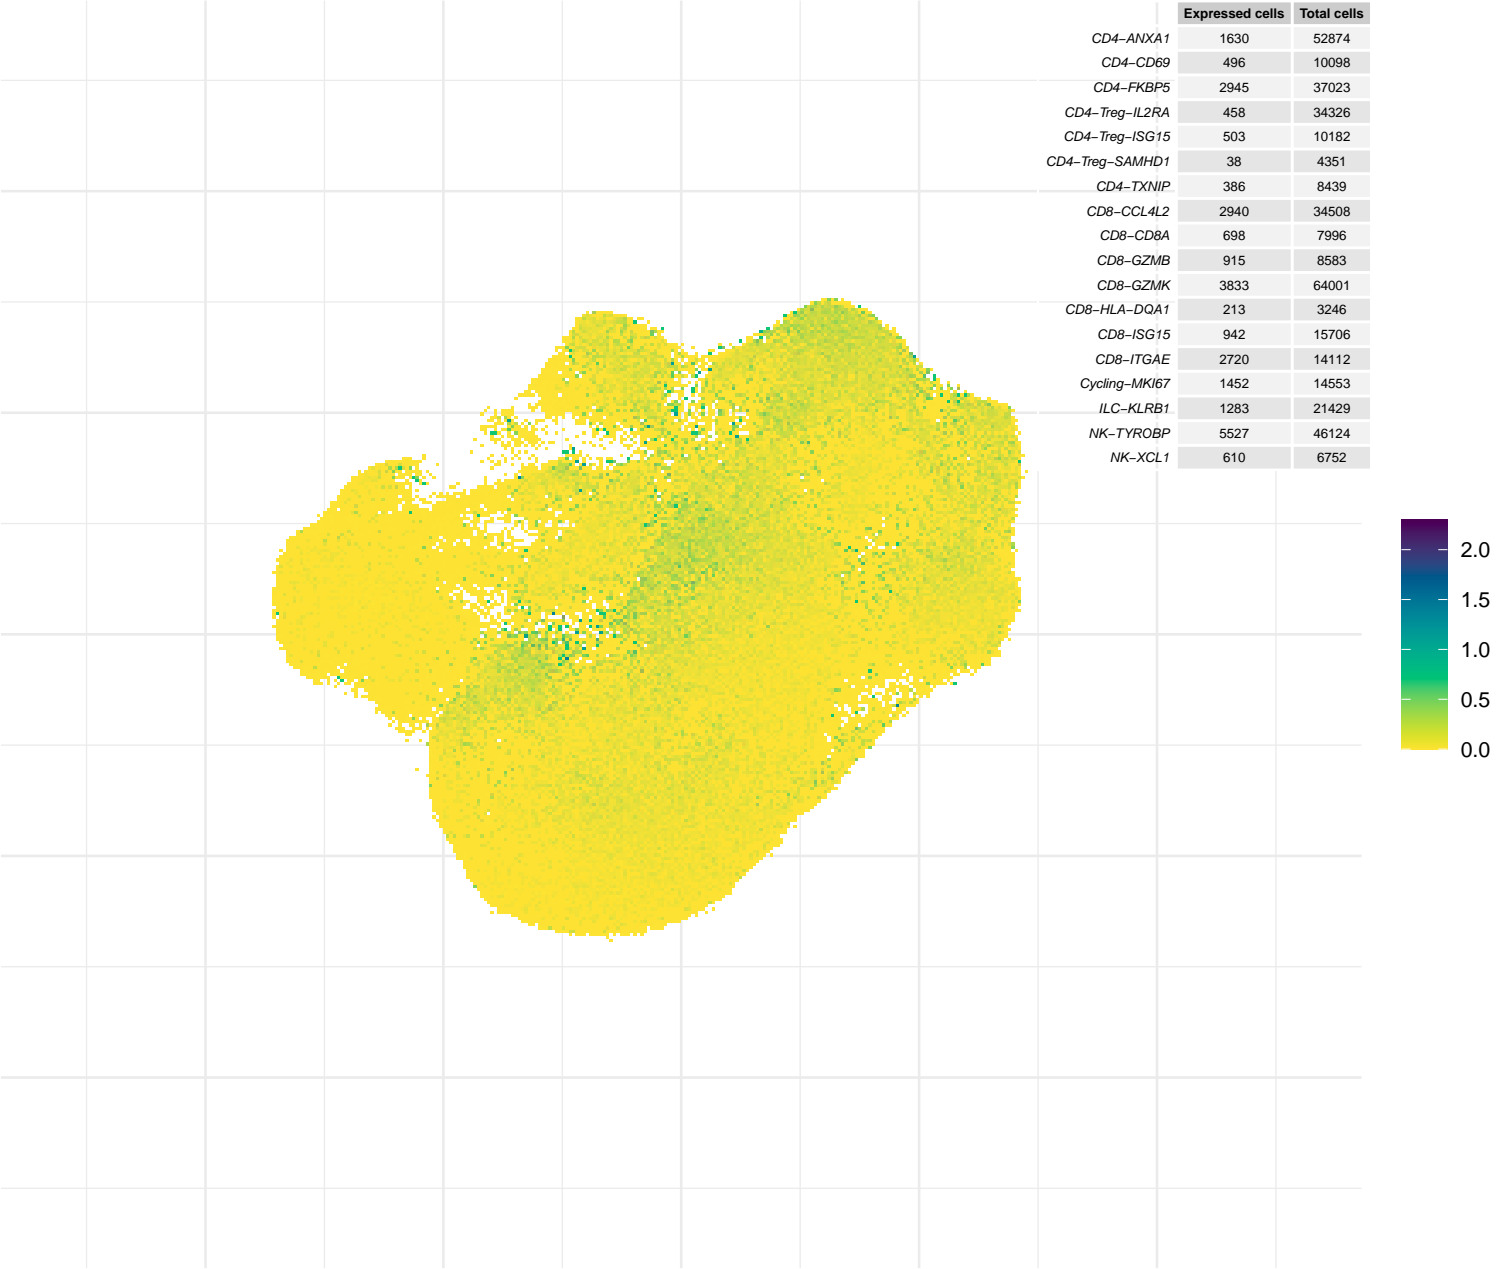 Expressed cells Total cells
CD4−ANXA1 1630 52874
CD4−CD69 496 10098
CD4−FKBP5 2945 37023
CD4−Treg−IL2RA 458 34326
CD4−Treg−ISG15 503 10182
CD4−Treg−SAMHD1 38 4351
CD4−TXNIP 386 8439
CD8−CCL4L2 2940 34508
CD8−CD8A 698 7996
CD8−GZMB 915 8583
CD8−GZMK 3833 64001
CD8−HLA−DQA1 213 3246
CD8−ISG15 942 15706
CD8−ITGAE 2720 14112
Cycling−MKI67 1452 14553
ILC−KLRB1 1283 21429
NK−TYROBP 5527 46124
NK−XCL1 610 6752
2.0
1.5
1.0
0.5
0.0